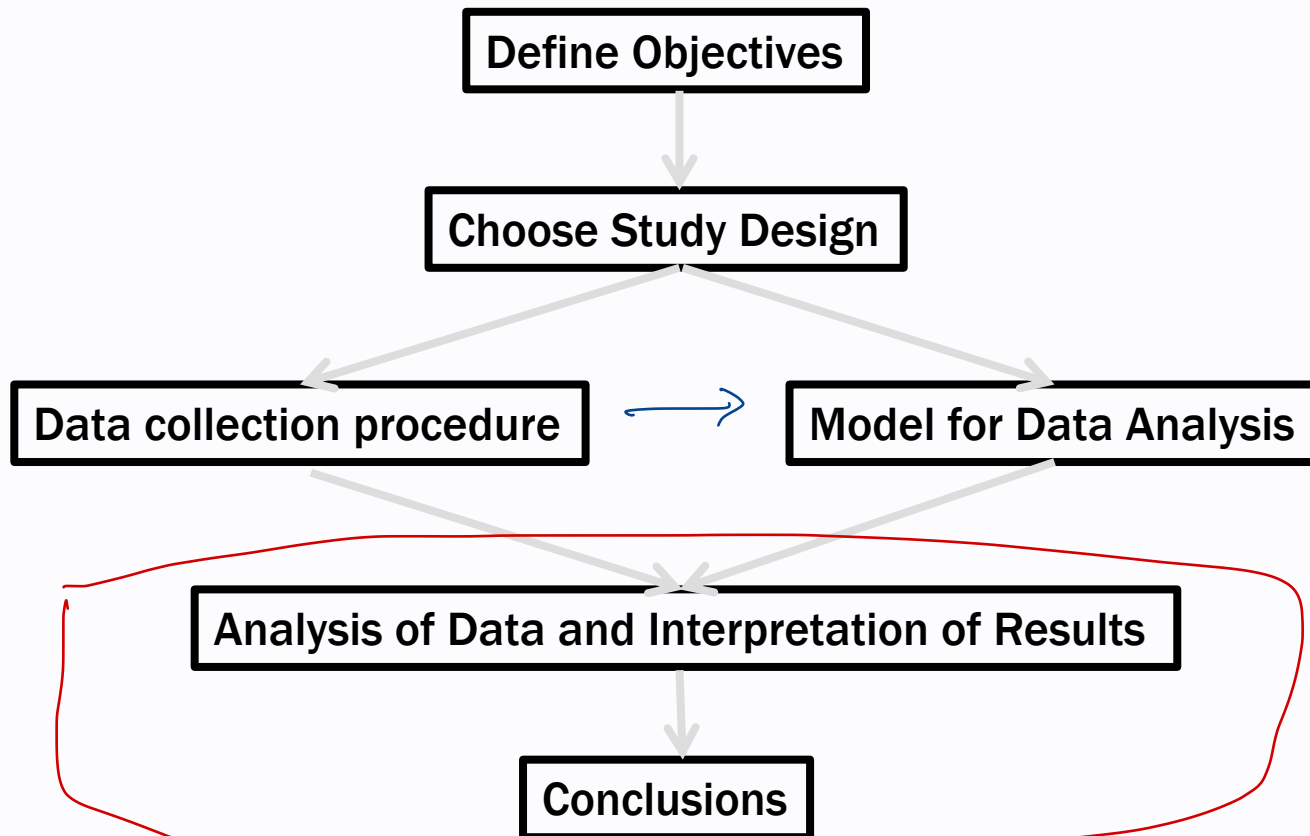 Define Objectives
Choose Study Design
Data collection procedure
Model for Data Analysis
Analysis of Data and Interpretation of Results
Conclusions